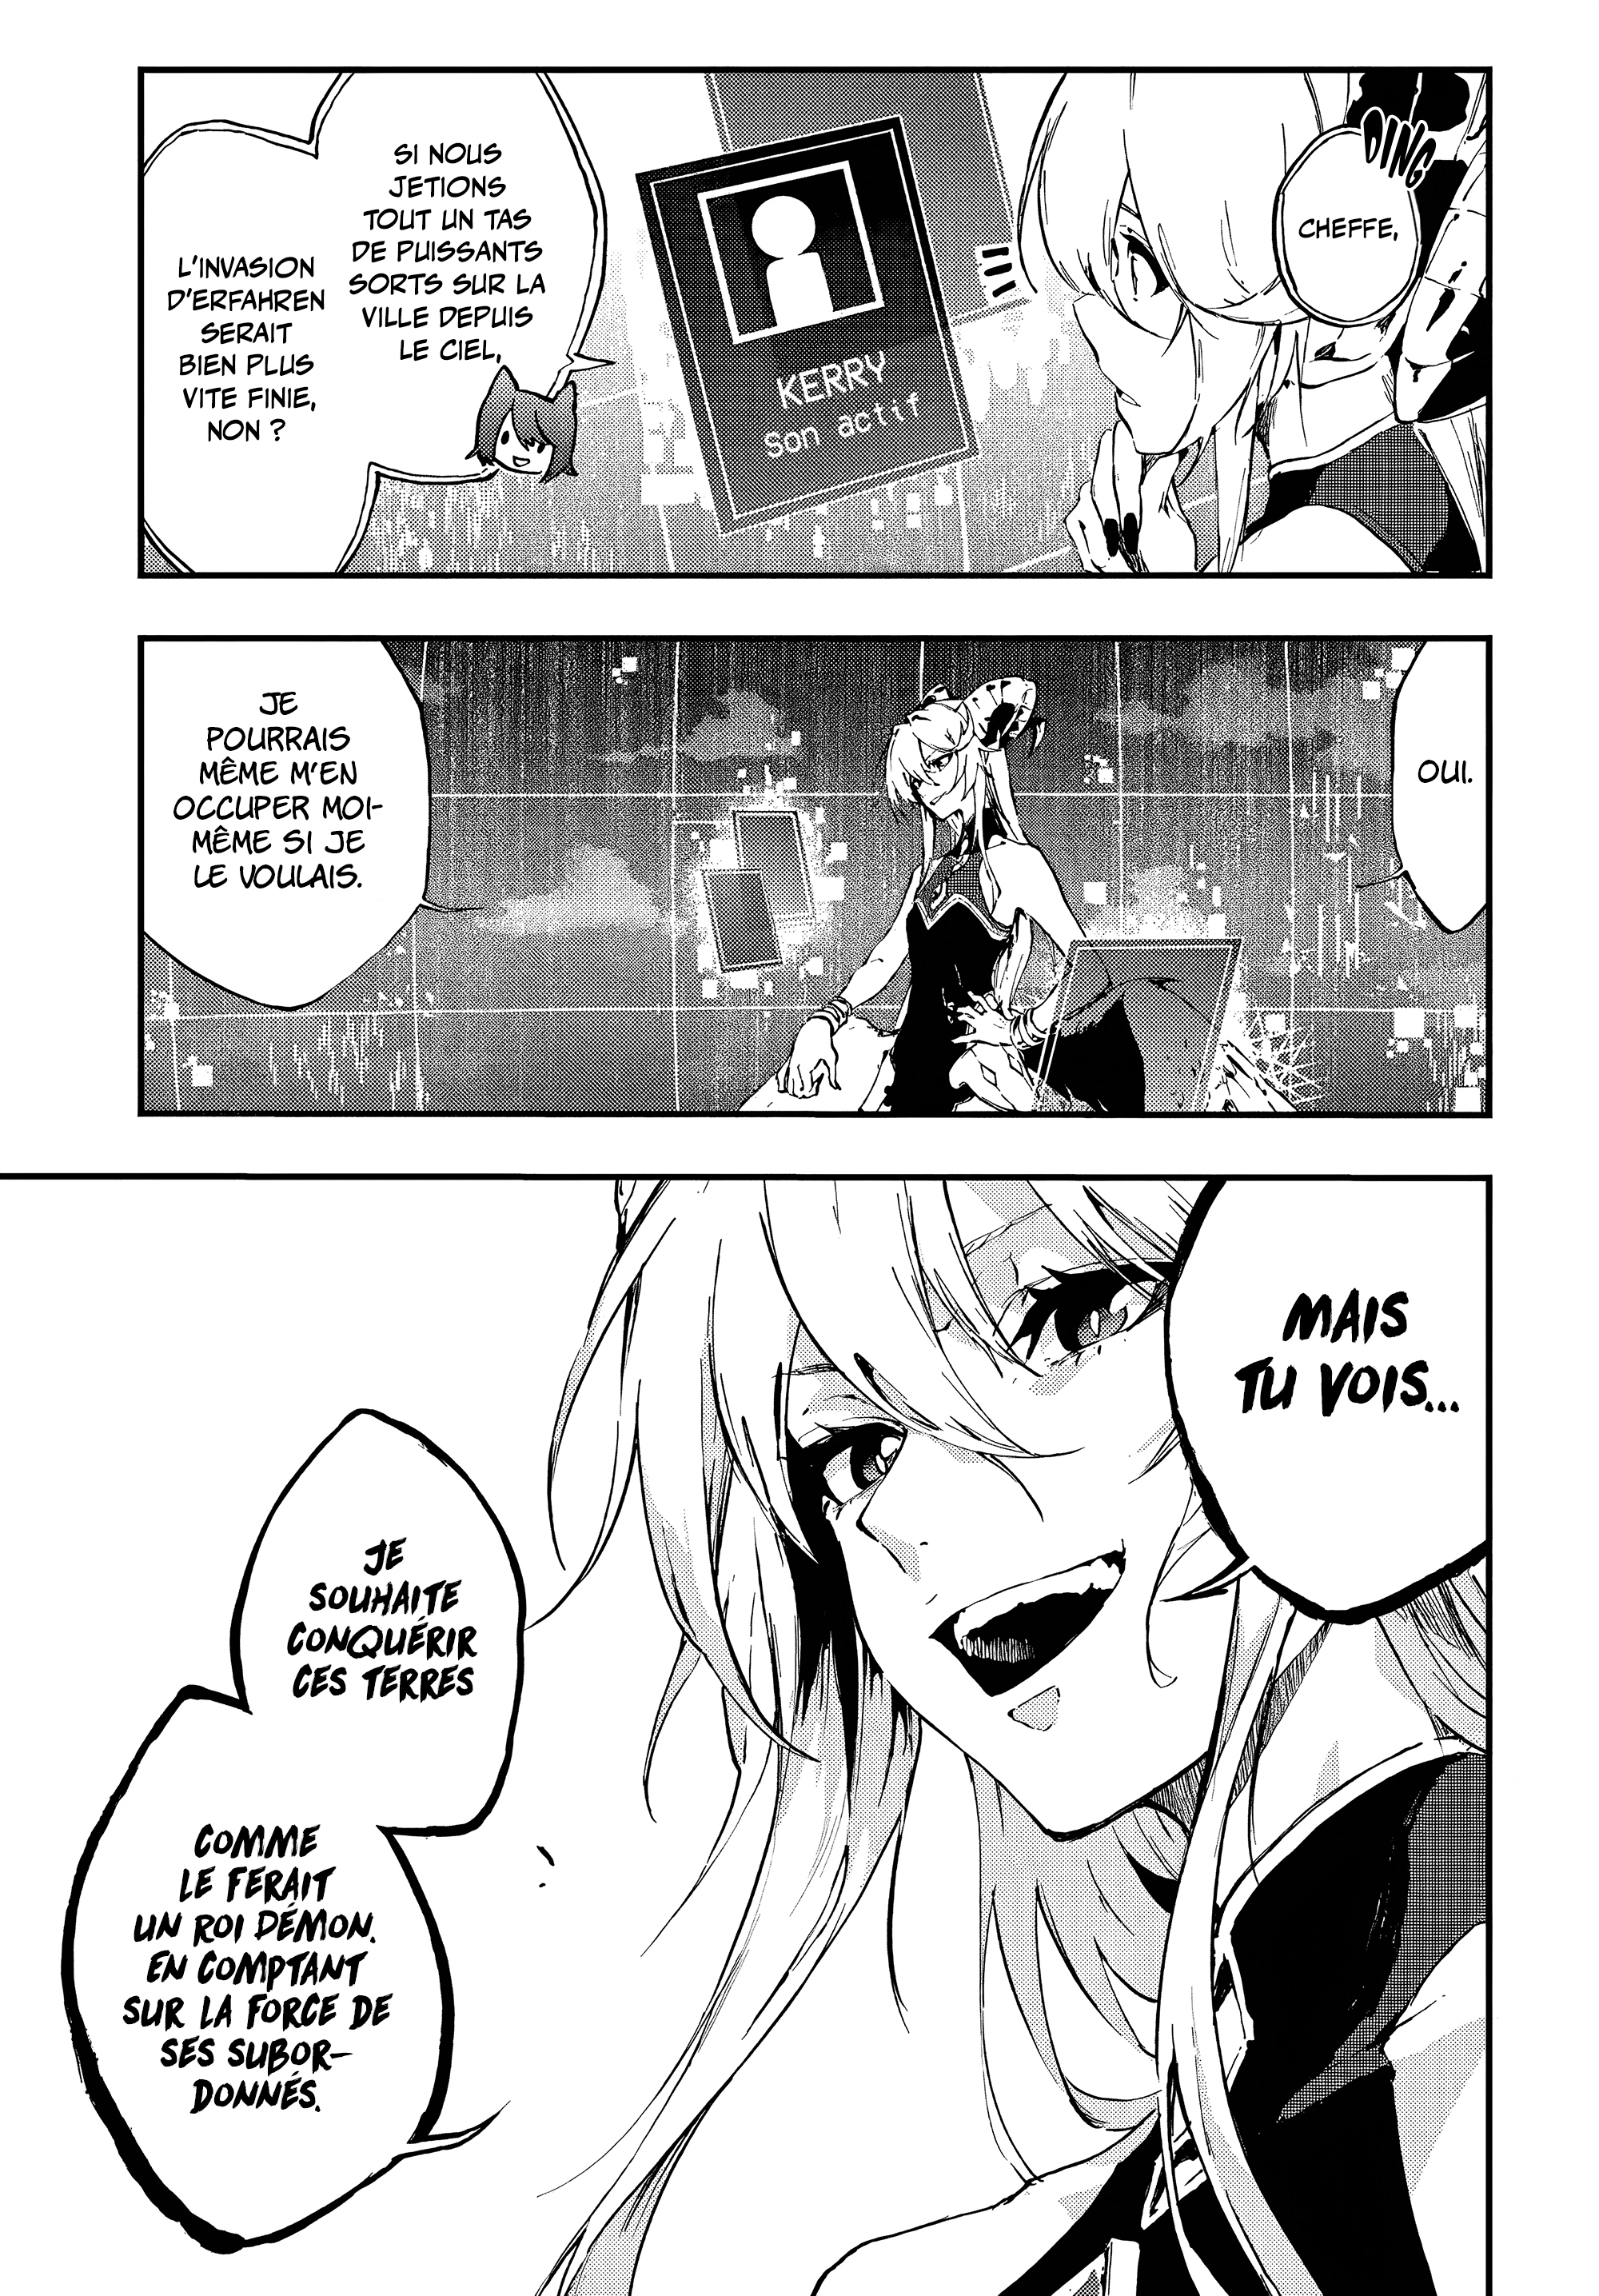 DING
CHEFFE,
KERRY
Son actif
SI NOUS
JETIONS
TOUT UN TAS
DE PUISSANTS
SORTS SUR LA
VILLE DEPUIS
LE CIEL,
L'INVASION
D'ERFAHREN
SERAIT
BIEN PLUS
VITE FINIE,
NON ?
OUI.
JE
POURRAIS
MÊME M'EN
OCCUPER MOI-
MÊME SI JE
LE VOULAIS.
MAIS
TU VOIS...
JE
SOUHAITE
CONQUÉRIR
CES TERRES
COMME
LE FERAIT
UN ROI DÉMON.
EN COMPTANT
SUR LA FORCE DE
SES SUBOR-
DONNÉS.